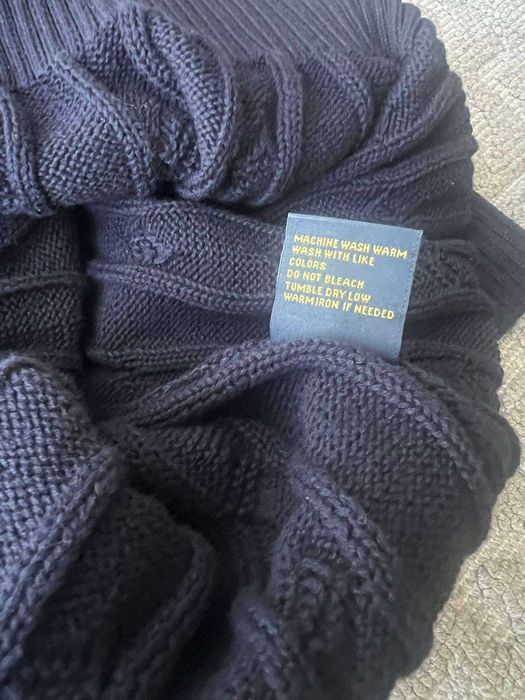 MACHINE WASH WARM
WASH WITH LIKE
COLORS
DO NOT BLEACH
TUMBLE DRY LOW
WARM IRON IF NEEDED